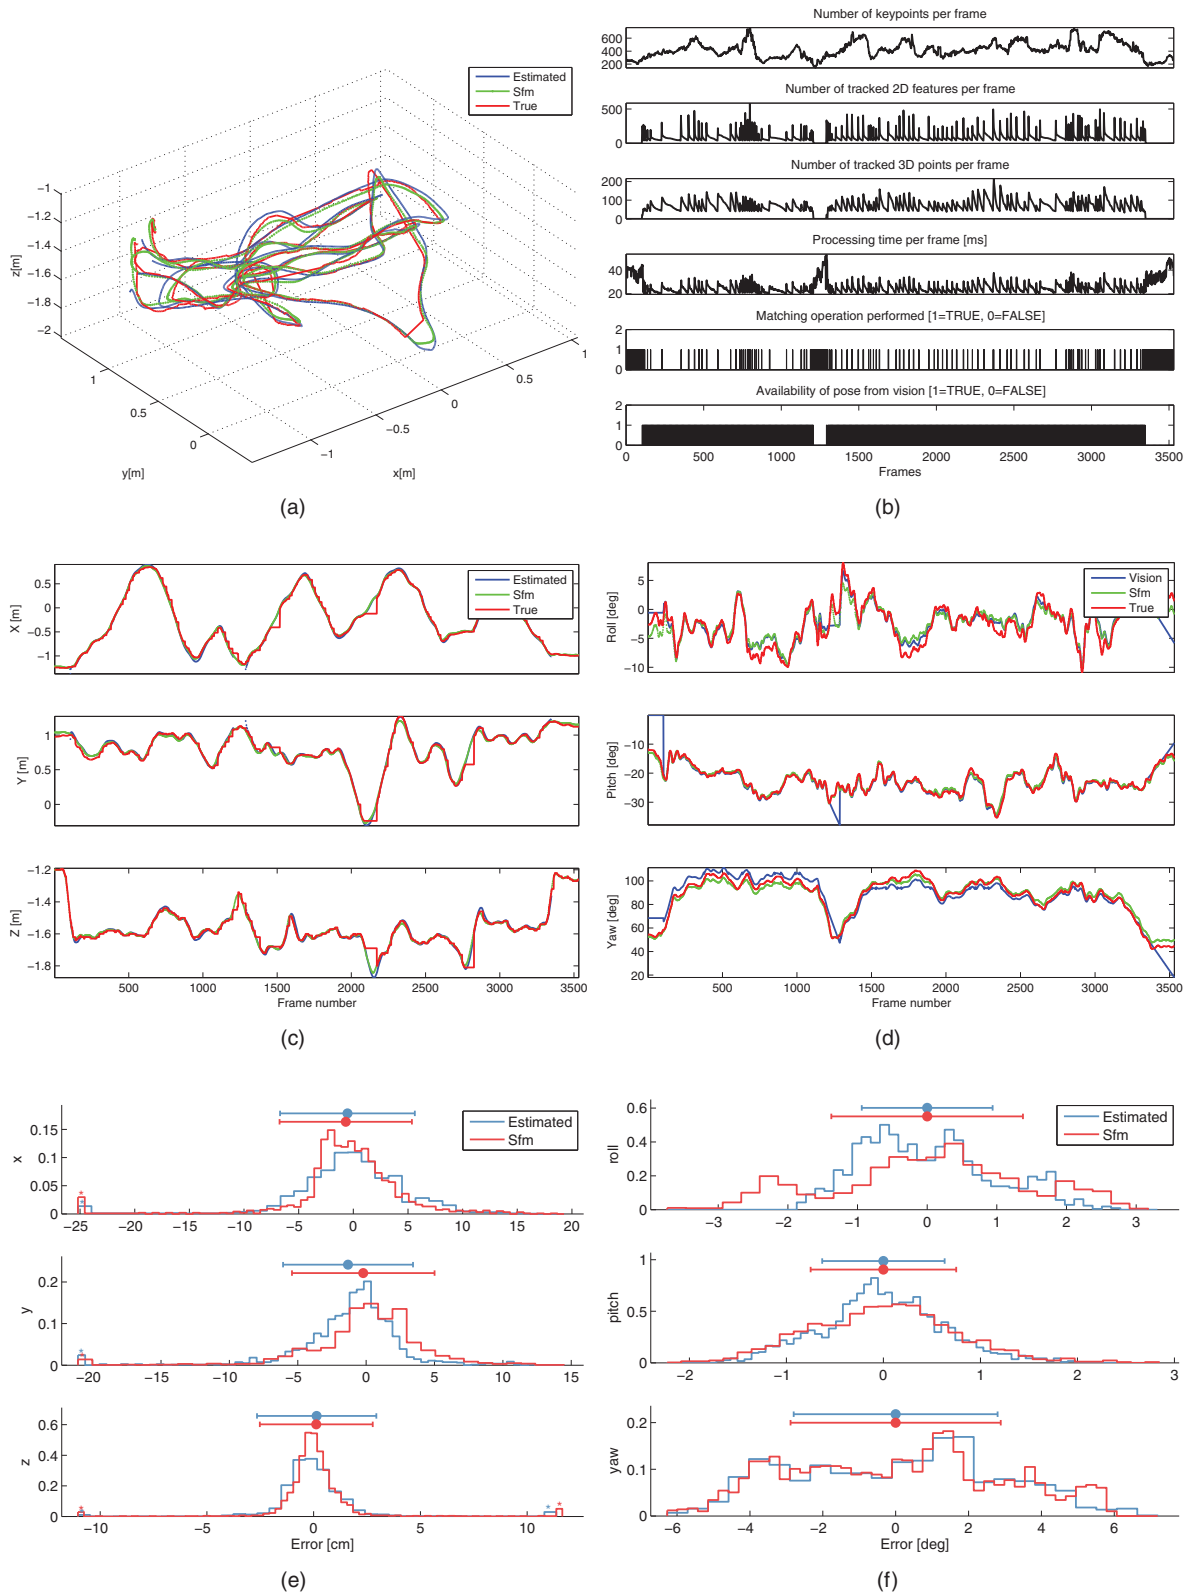 Estimated
Sfm
True
−1
−1.2
−1.4
−1.6
−1.8
−2
z[m]
1
0.5
0
y[m]
−1
−0.5
0
0.5
1
x[m]
(a)
Number of keypoints per frame
600
400
200
Number of tracked 2D features per frame
500
0
Number of tracked 3D points per frame
200
100
0
Processing time per frame [ms]
40
20
Matching operation performed [1=TRUE, 0=FALSE]
2
1
0
Availability of pose from vision [1=TRUE, 0=FALSE]
2
1
0
0 500 1000 1500 2000 2500 3000 3500
Frames
(b)
Estimated
Sfm
True
0.5
0
−0.5
−1
X [m]
1
0.5
0
Y [m]
−1.2
−1.4
−1.6
−1.8
Z [m]
500 1000 1500 2000 2500 3000 3500
Frame number
(c)
Vision
Sfm
True
5
0
−5
−10
Roll [deg]
−10
−20
−30
Pitch [deg]
100
80
60
40
20
Yaw [deg]
500 1000 1500 2000 2500 3000 3500
Frame number
(d)
Estimated
Sfm
0.15
0.1
0.05
0
x
−25 −20 −15 −10 −5 0 5 10 15 20
0.2
0.1
0
y
−20 −15 −10 −5 0 5 10 15
0.6
0.4
0.2
0
z
−10 −5 0 5 10
Error [cm]
(e)
Estimated
Sfm
0.6
0.4
0.2
0
roll
−3 −2 −1 0 1 2 3
1
0.5
0
pitch
−2 −1 0 1 2 3
0.2
0.1
0
yaw
−6 −4 −2 0 2 4 6
Error [deg]
(f)